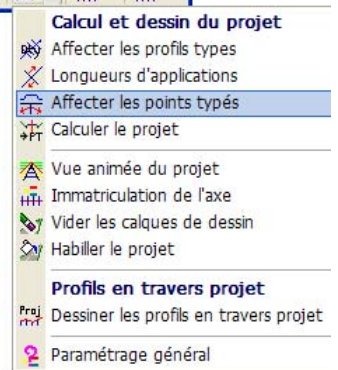 Calcul et dessin du projet
Affecter les profils types
Longueurs d'applications
Affecter les points typés
Calculer le projet
Vue animée du projet
Immatriculation de l'axe
Vider les calques de dessin
Habiller le projet
Profils en travers projet
Dessiner les profils en travers projet
Paramétrage général